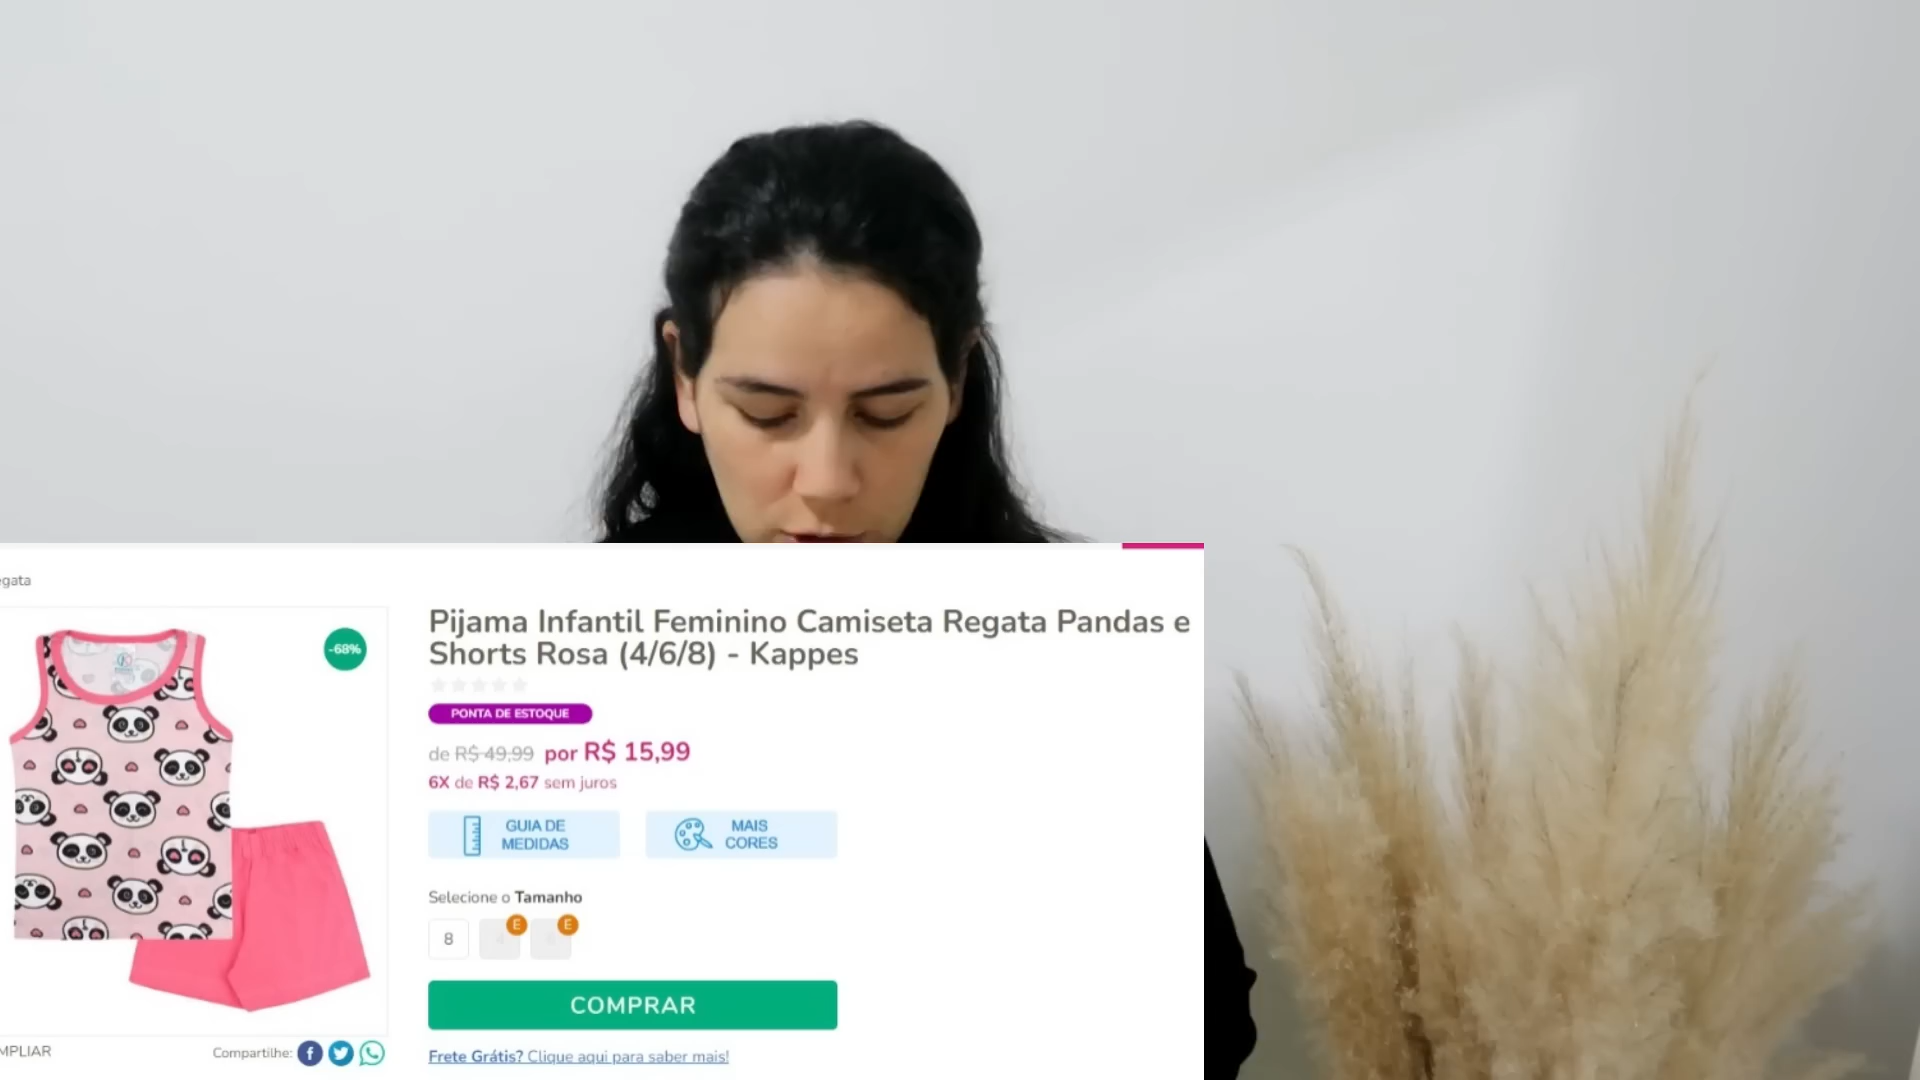 egata
-68%
Pijama Infantil Feminino Camiseta Regata Pandas e
Shorts Rosa (4/6/8) - Kappes
PONTA DE ESTOQUE
de R$ 49,99 por R$ 15,99
6X de R$ 2,67 sem juros
GUIA DE
MEDIDAS
MAIS
CORES
Selecione o Tamanho
8
E
E
COMPRAR
MPLIAR
Compartilhe:
Frete Grátis? Clique aqui para saber mais!